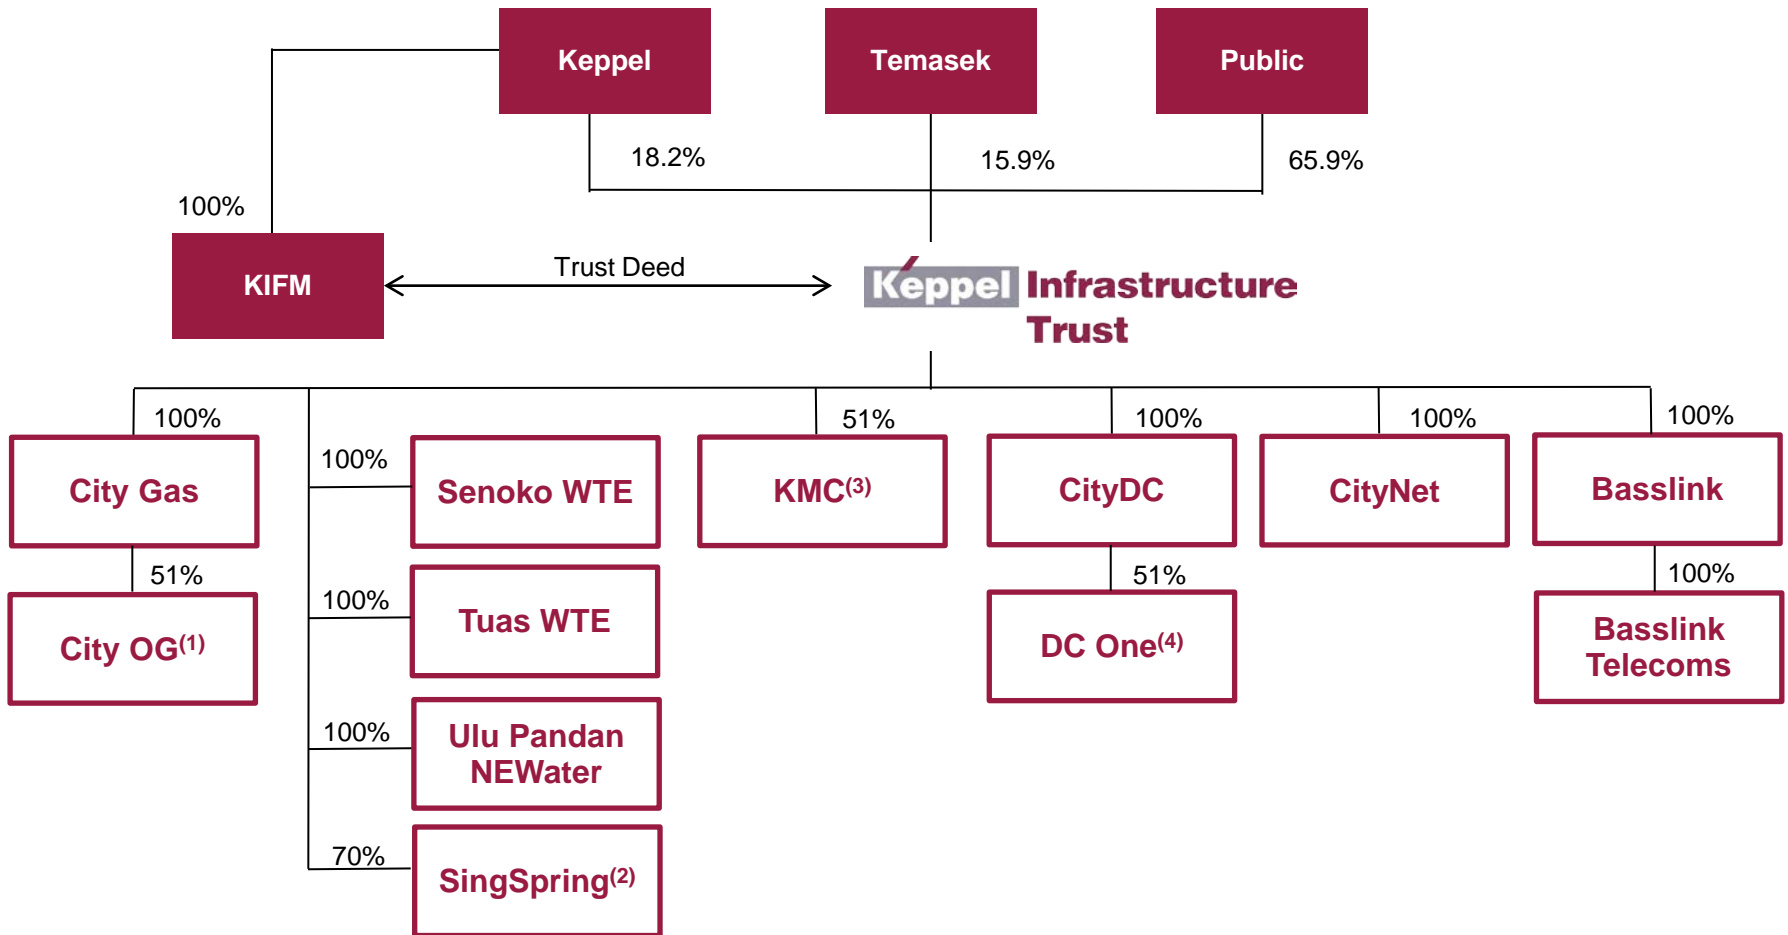 Keppel
Temasek
Public
18.2%
15.9%
65.9%
100%
KIFM
Trust Deed
Keppel Infrastructure
Trust
100%
51%
100%
100%
100%
City Gas
100%
Senoko WTE
KMC(3)
CityDC
CityNet
Basslink
51%
51%
100%
City OG(1)
100%
Tuas WTE
DC One(4)
Basslink
Telecoms
100%
Ulu Pandan
NEWater
70%
SingSpring(2)